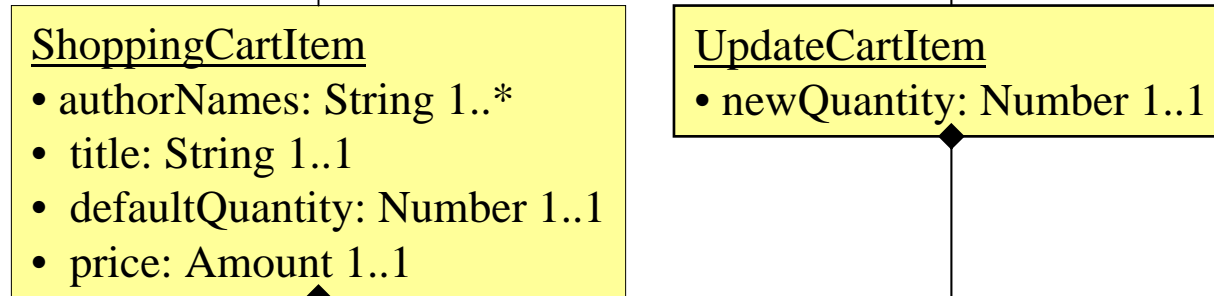 ShoppingCartItem
• authorNames: String 1..*
• title: String 1..1
• defaultQuantity: Number 1..1
• price: Amount 1..1
UpdateCartItem
• newQuantity: Number 1..1